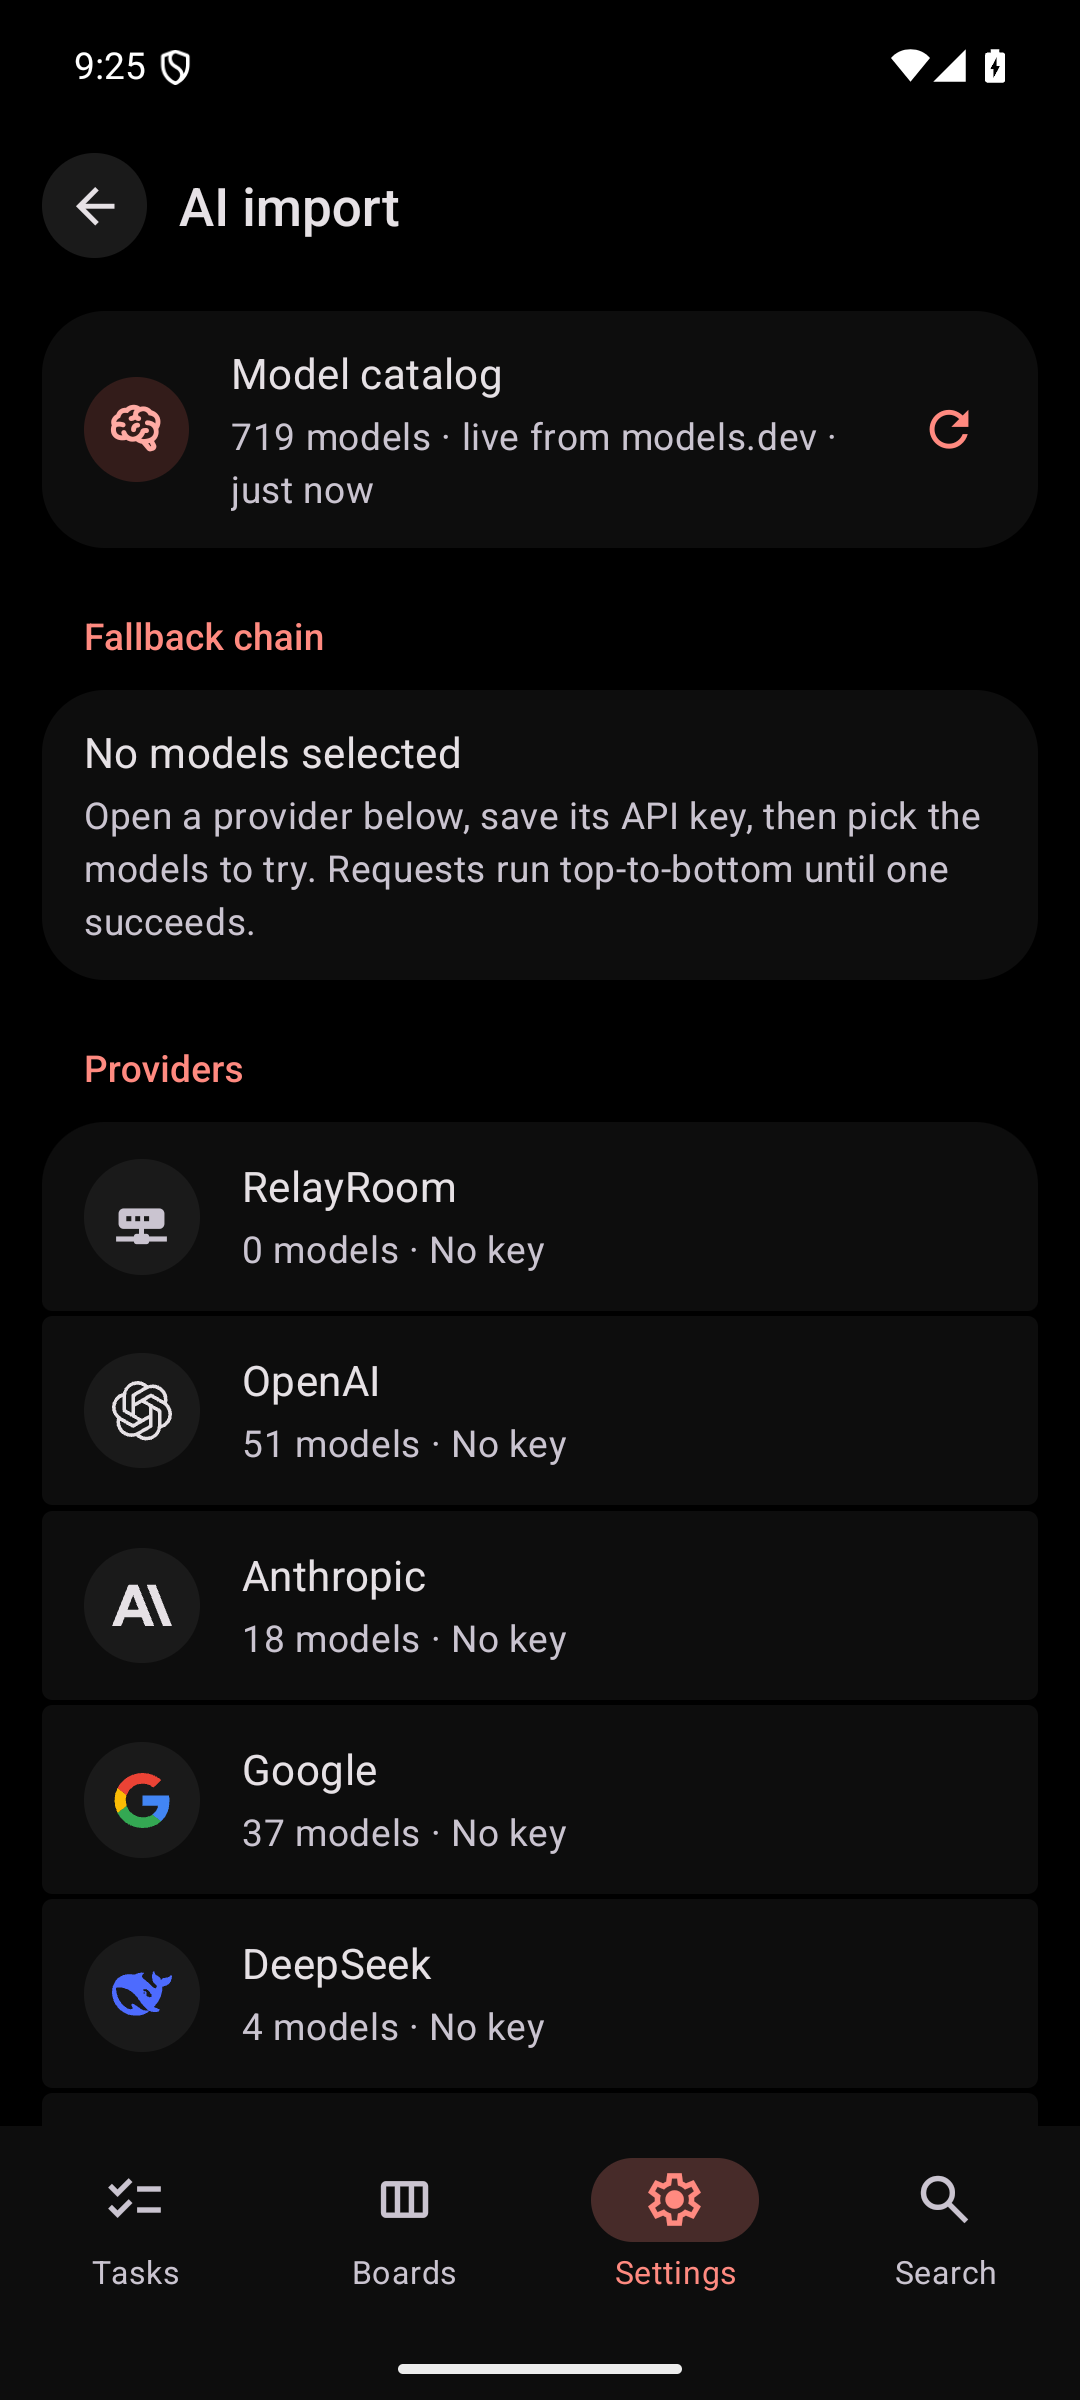 9:25
AI import
Model catalog
719 models · live from models.dev ·
just now
Fallback chain
No models selected
Open a provider below, save its API key, then pick the
models to try. Requests run top-to-bottom until one
succeeds.
Providers
RelayRoom
0 models · No key
OpenAI
51 models · No key
Anthropic
18 models · No key
Google
37 models · No key
DeepSeek
4 models · No key
Tasks
Boards
Settings
Search